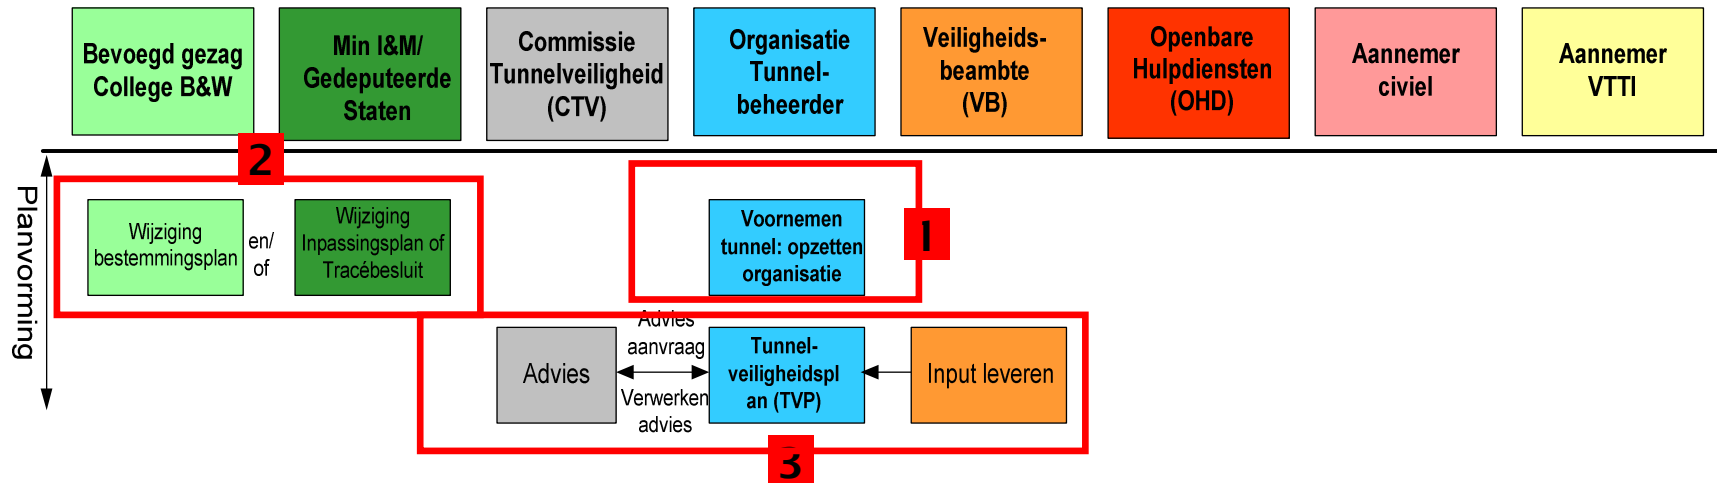 Bevoegd gezag
College B&W
Min I&M/
Gedeputeerde
Staten
Commissie
Tunnelveiligheid
(CTV)
Organisatie
Tunnel-
beheerder
Veiligheids-
beambte
(VB)
Openbare
Hulpdiensten
(OHD)
Aannemer
civiel
Aannemer
VTTI
Planvorming
2
Wijziging
bestemmingsplan
en/
of
Wijziging
Inpassingsplan of
Tracébesluit
Voornemen
tunnel: opzetten
organisatie
1
Advies
Advies
aanvraag
Verwerken
advies
Tunnel-
veiligheidspl
an (TVP)
Input leveren
3